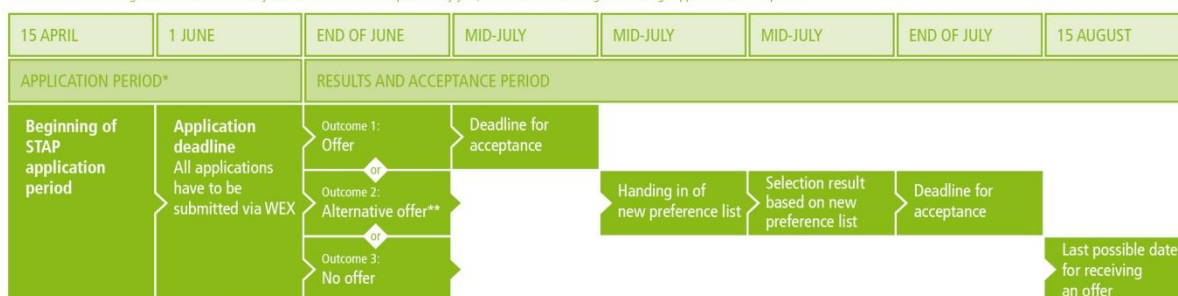 15 APRIL
1 JUNE
END OF JUNE
MID-JULY
MID-JULY
MID-JULY
END OF JULY
15 AUGUST
APPLICATION PERIOD*
RESULTS AND ACCEPTANCE PERIOD
Beginning of
STAP
application
period
Application
deadline
All applications
have to be
submitted via WEX
Outcome 1:
Offer
or
Outcome 2:
Alternative offer**
or
Outcome 3:
No offer
Deadline for
acceptance
Handing in of
new preference list
Selection result
based on new
preference list
Deadline for
acceptance
Last possible date
for receiving
an offer